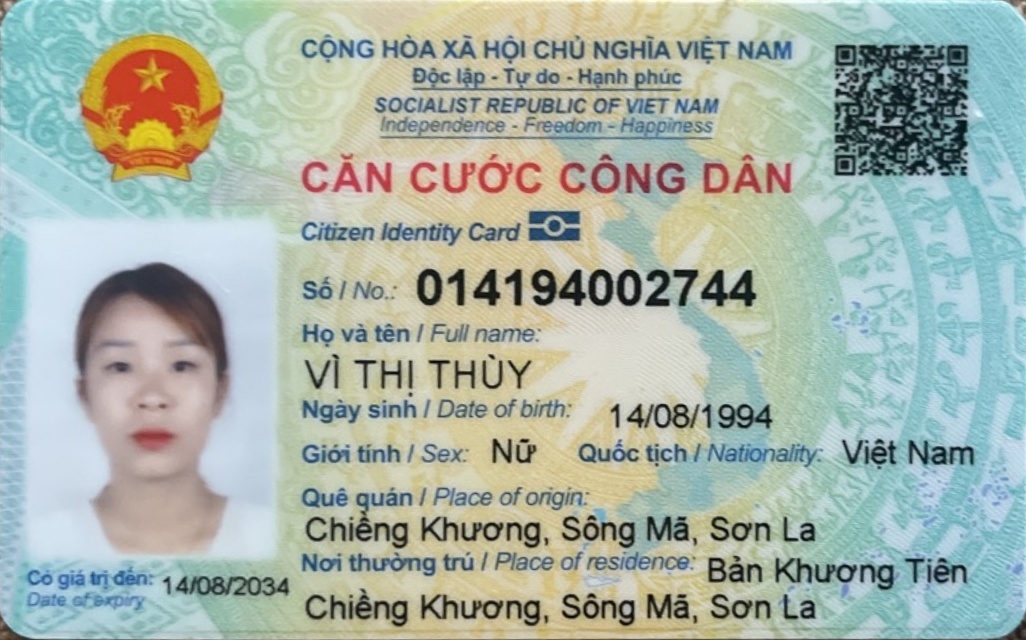 CỘNG HÒA XÃ HỘI CHỦ NGHĨA VIỆT NAM
Độc lập - Tự do - Hạnh phúc
SOCIALIST REPUBLIC OF VIET NAM
Independence - Freedom - Happiness
CĂN CƯỚC CÔNG DÂN
Citizen Identity Card
Số / No.: 014194002744
Họ và tên / Full name:
VÌ THỊ THÙY
Ngày sinh / Date of birth: 14/08/1994
Giới tính / Sex: Nữ Quốc tịch / Nationality: Việt Nam
Quê quán / Place of origin:
Chiềng Khương, Sông Mã, Sơn La
Nơi thường trú / Place of residence: Bản Khương Tiên
Chiềng Khương, Sông Mã, Sơn La
Có giá trị đến: 14/08/2034
Date of expiry